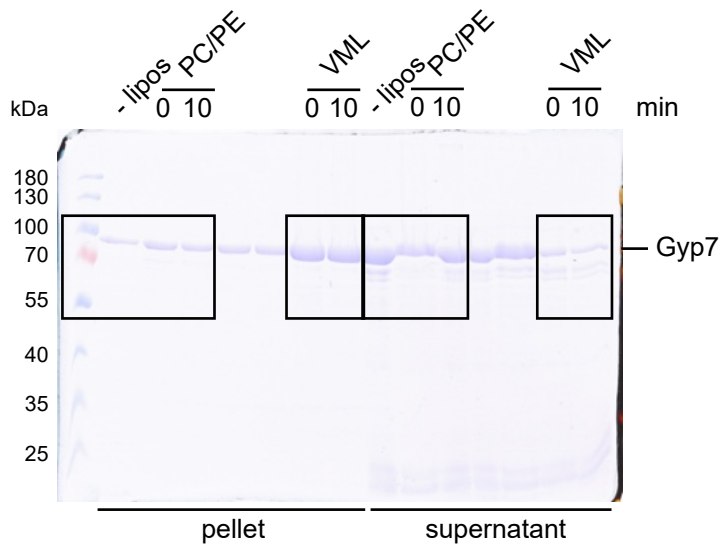 - lipos PC/PE VML - lipos PC/PE VML
kDa 0 10 0 10 0 10 0 10 min
180
130
100
70 Gyp7
55
40
35
25
pellet supernatant